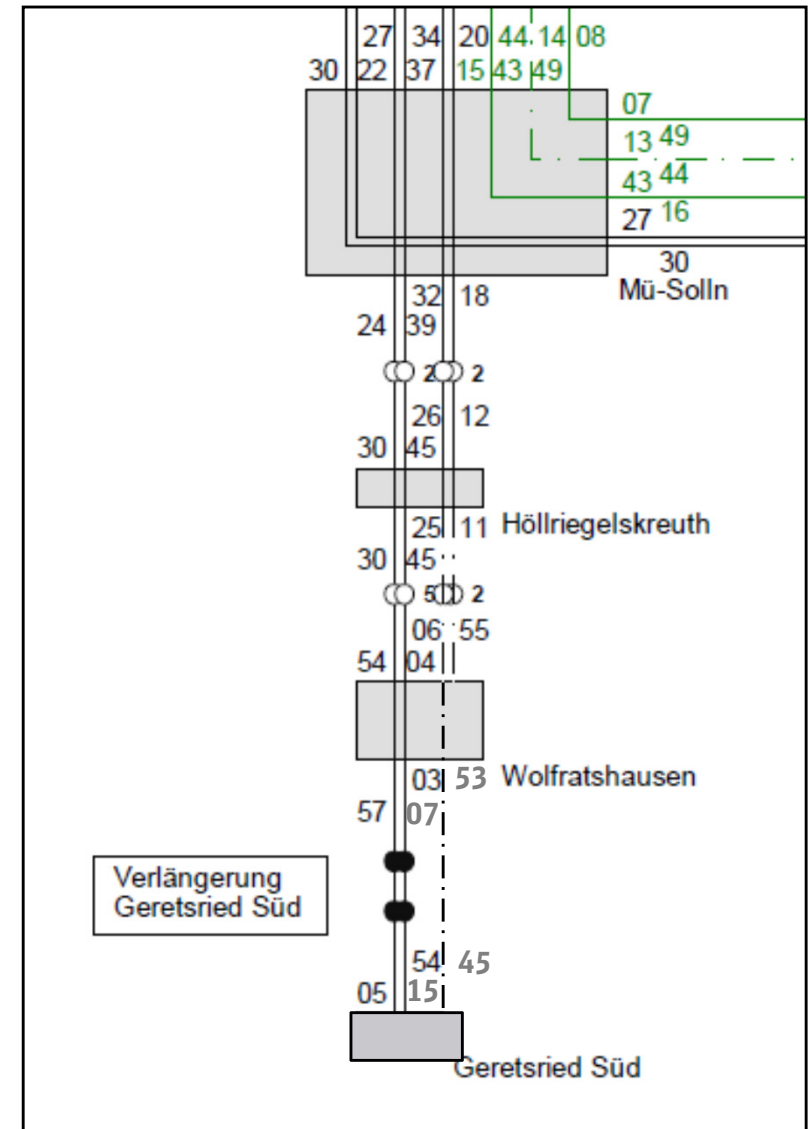 27 34 20 44 14 08
30 22 37 15 43 49
07
13 49
43 44
27 16
30
Mü-Solln
32 18
24 39
2 2
26 12
30 45
Höllriegelskreuth
25 11
30 45
5 2
06 55
54 04
Wolfratshausen
03 53
57 07
Verlängerung
Geretsried Süd
54 45
05 15
Geretsried Süd